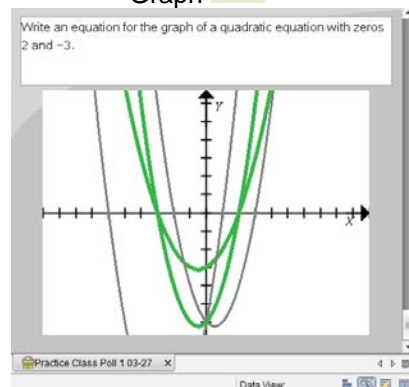 Graph
Write an equation for the graph of a quadratic equation with zeros
2 and −3.
y
x
Practice Class Poll 1 03-27 x
Data View: